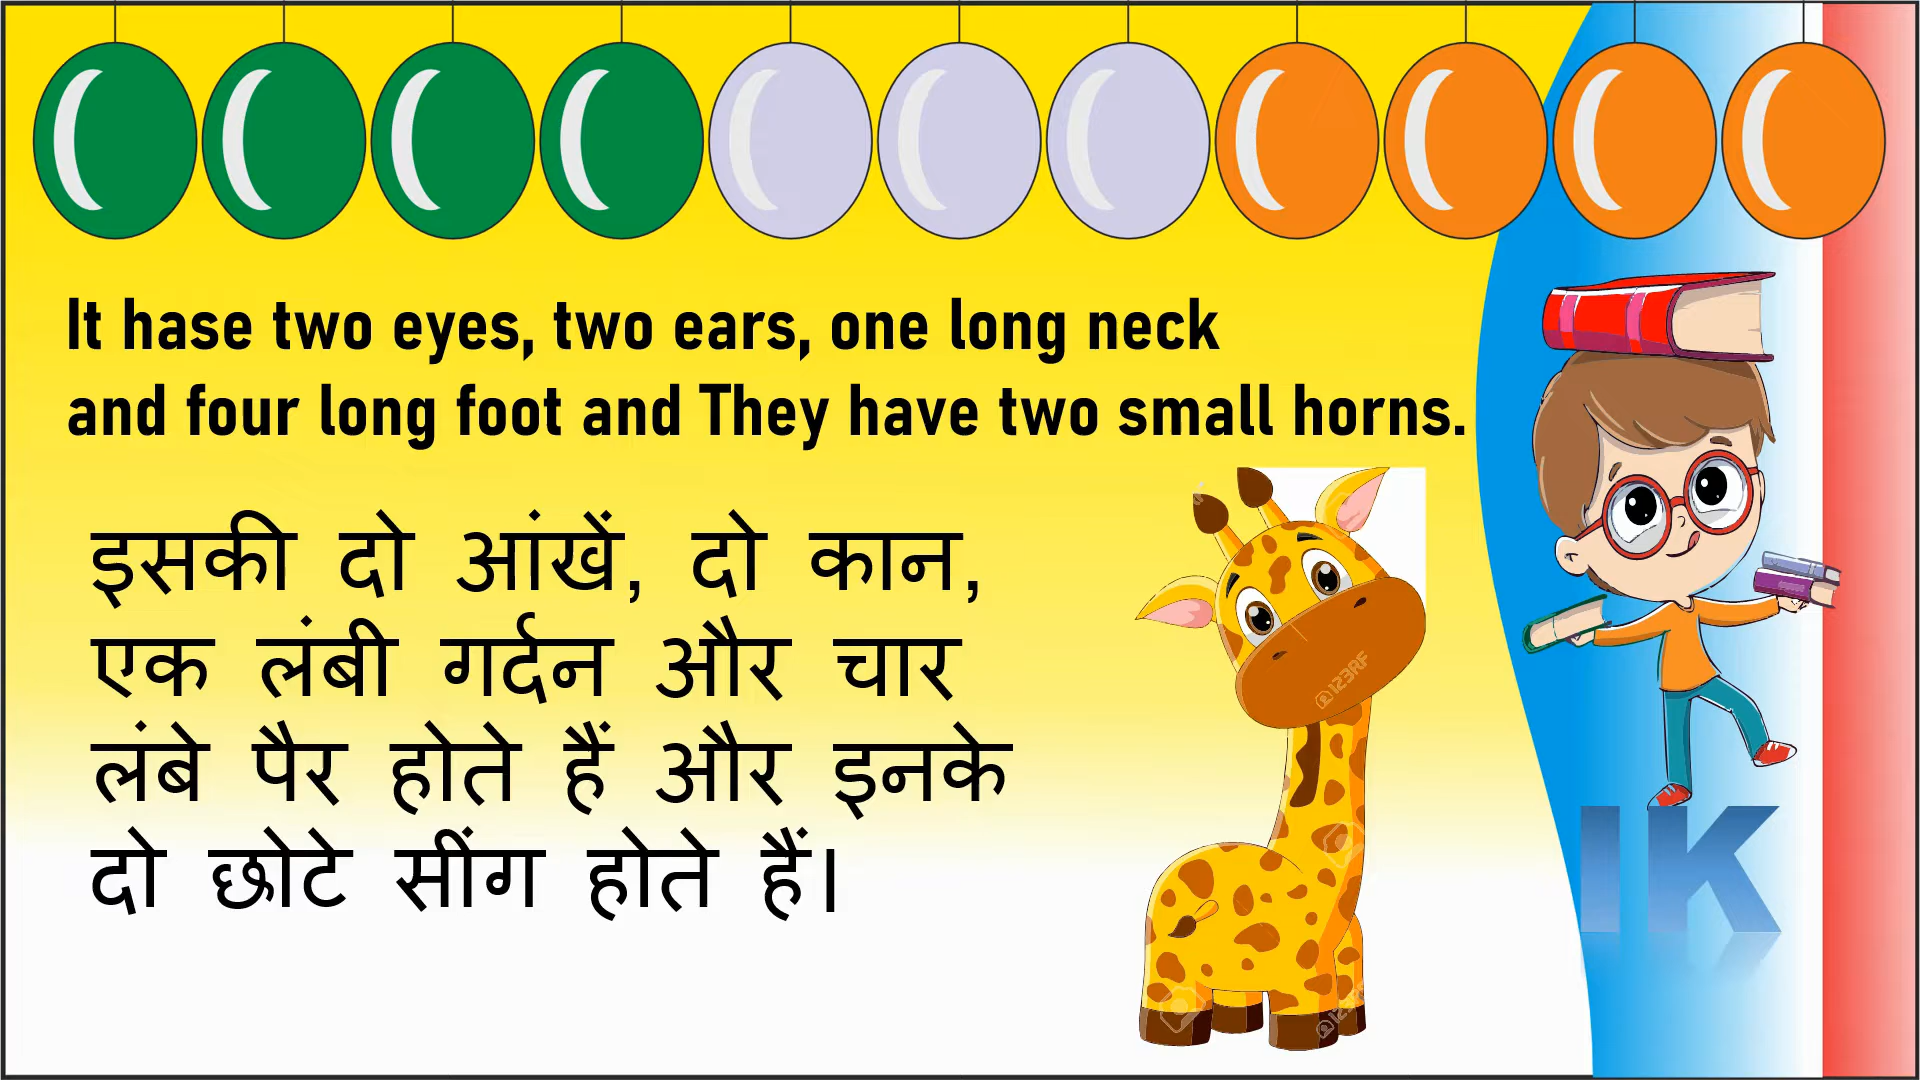 It hase two eyes, two ears, one long neck
and four long foot and They have two small horns.
इसकी दो आंखें, दो कान,
एक लंबी गर्दन और चार
लंबे पैर होते हैं और इनके
दो छोटे सींग होते हैं।
123RF
IK